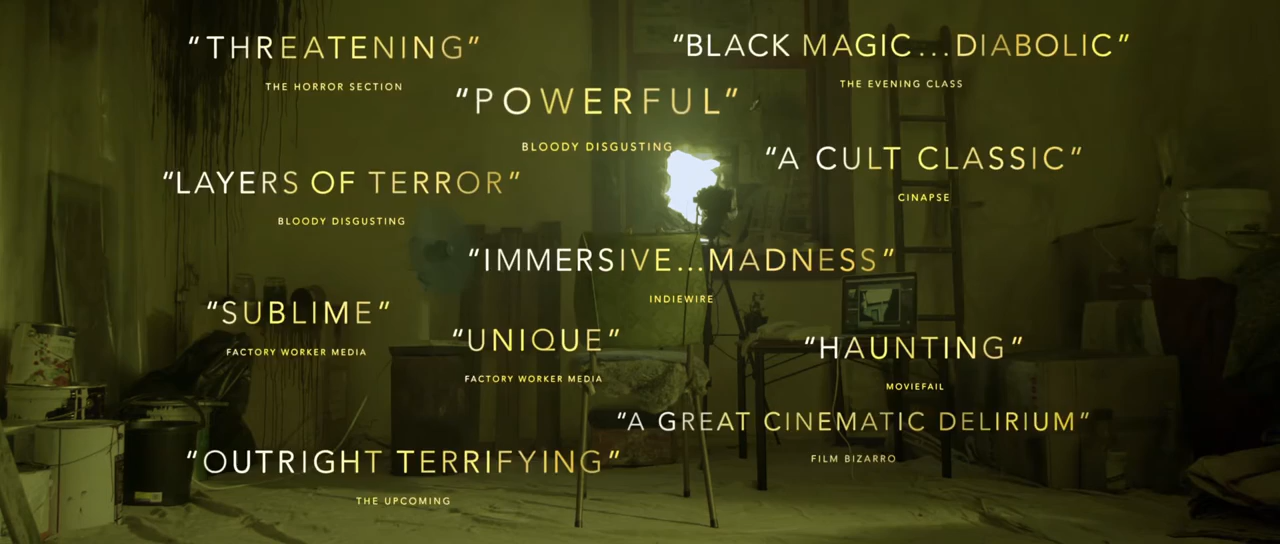 “THREATENING”
THE HORROR SECTION
“BLACK MAGIC...DIABOLIC”
THE EVENING CLASS
“POWERFUL”
BLOODY DISGUSTING
“A CULT CLASSIC”
CINAPSE
“LAYERS OF TERROR”
BLOODY DISGUSTING
“IMMERSIVE...MADNESS”
INDIEWIRE
“SUBLIME”
FACTORY WORKER MEDIA
“UNIQUE”
FACTORY WORKER MEDIA
“HAUNTING”
MOVIEFAIL
“A GREAT CINEMATIC DELIRIUM”
FILM BIZARRO
“OUTRIGHT TERRIFYING”
THE UPCOMING